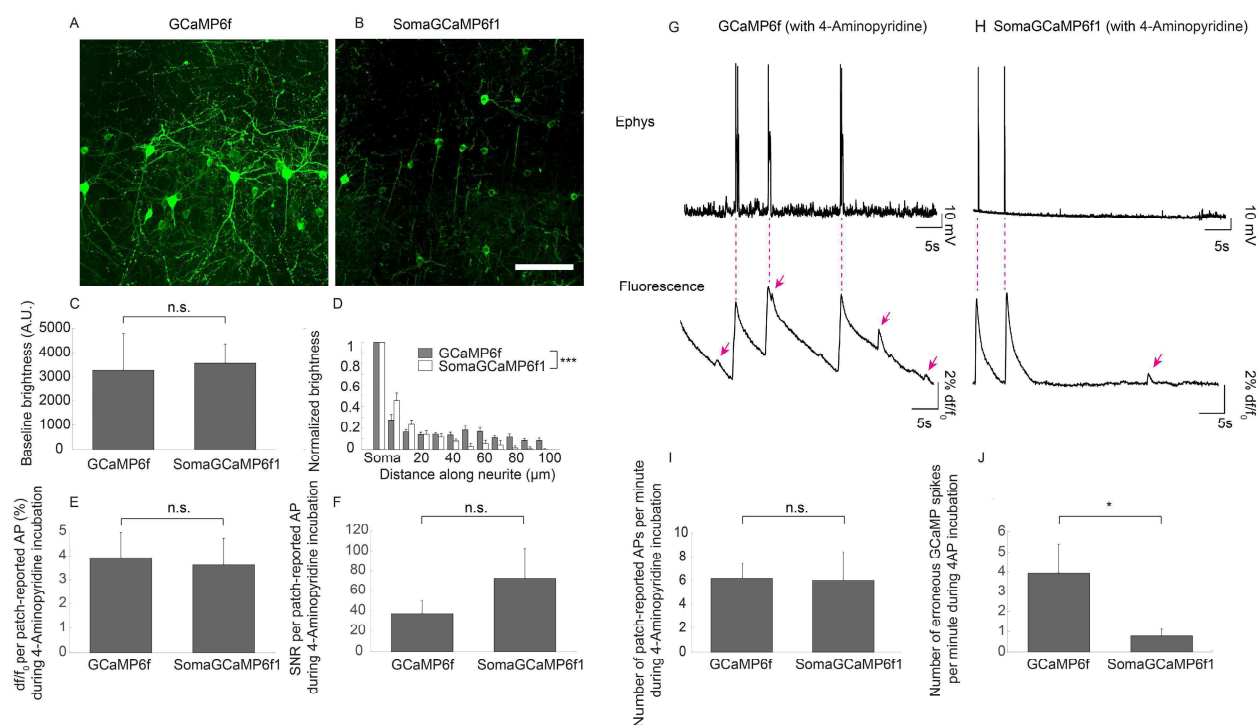 A
GCaMP6f
B
SomaGCaMP6f1
C
n.s.
Baseline brightness (A.U.)
5000
4000
3000
2000
1000
0
GCaMP6f
SomaGCaMP6f1
D
GCaMP6f
SomaGCaMP6f1
***
Normalized brightness
1
0.8
0.6
0.4
0.2
0
Soma
20
40
60
80
100
Distance along neurite (µm)
E
n.s.
df/f0 per patch-reported AP (%)
during 4-Aminopyridine incubation
5
4
3
2
1
0
GCaMP6f
SomaGCaMP6f1
F
n.s.
SNR per patch-reported AP
during 4-Aminopyridine incubation
120
100
80
60
40
20
0
GCaMP6f
SomaGCaMP6f1
G
GCaMP6f (with 4-Aminopyridine)
H
SomaGCaMP6f1 (with 4-Aminopyridine)
Ephys
10 mV
5s
10 mV
5s
Fluorescence
2% df/f0
5s
2% df/f0
5s
I
n.s.
Number of patch-reported APs per minute
during 4-Aminopyridine incubation
10
8
6
4
2
0
GCaMP6f
SomaGCaMP6f1
J
*
Number of erroneous GCaMP spikes
per minute during 4AP incubation
6
5
4
3
2
1
0
GCaMP6f
SomaGCaMP6f1